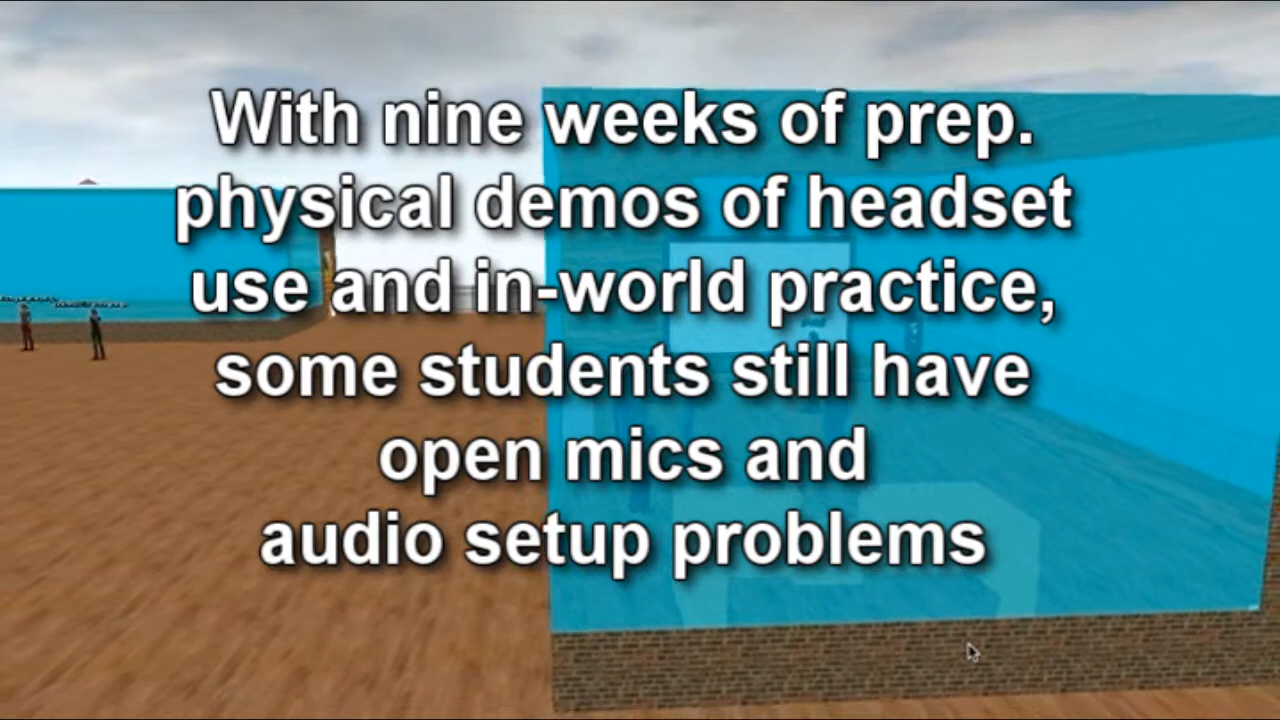 With nine weeks of prep.
physical demos of headset
use and in-world practice,
some students still have
open mics and
audio setup problems